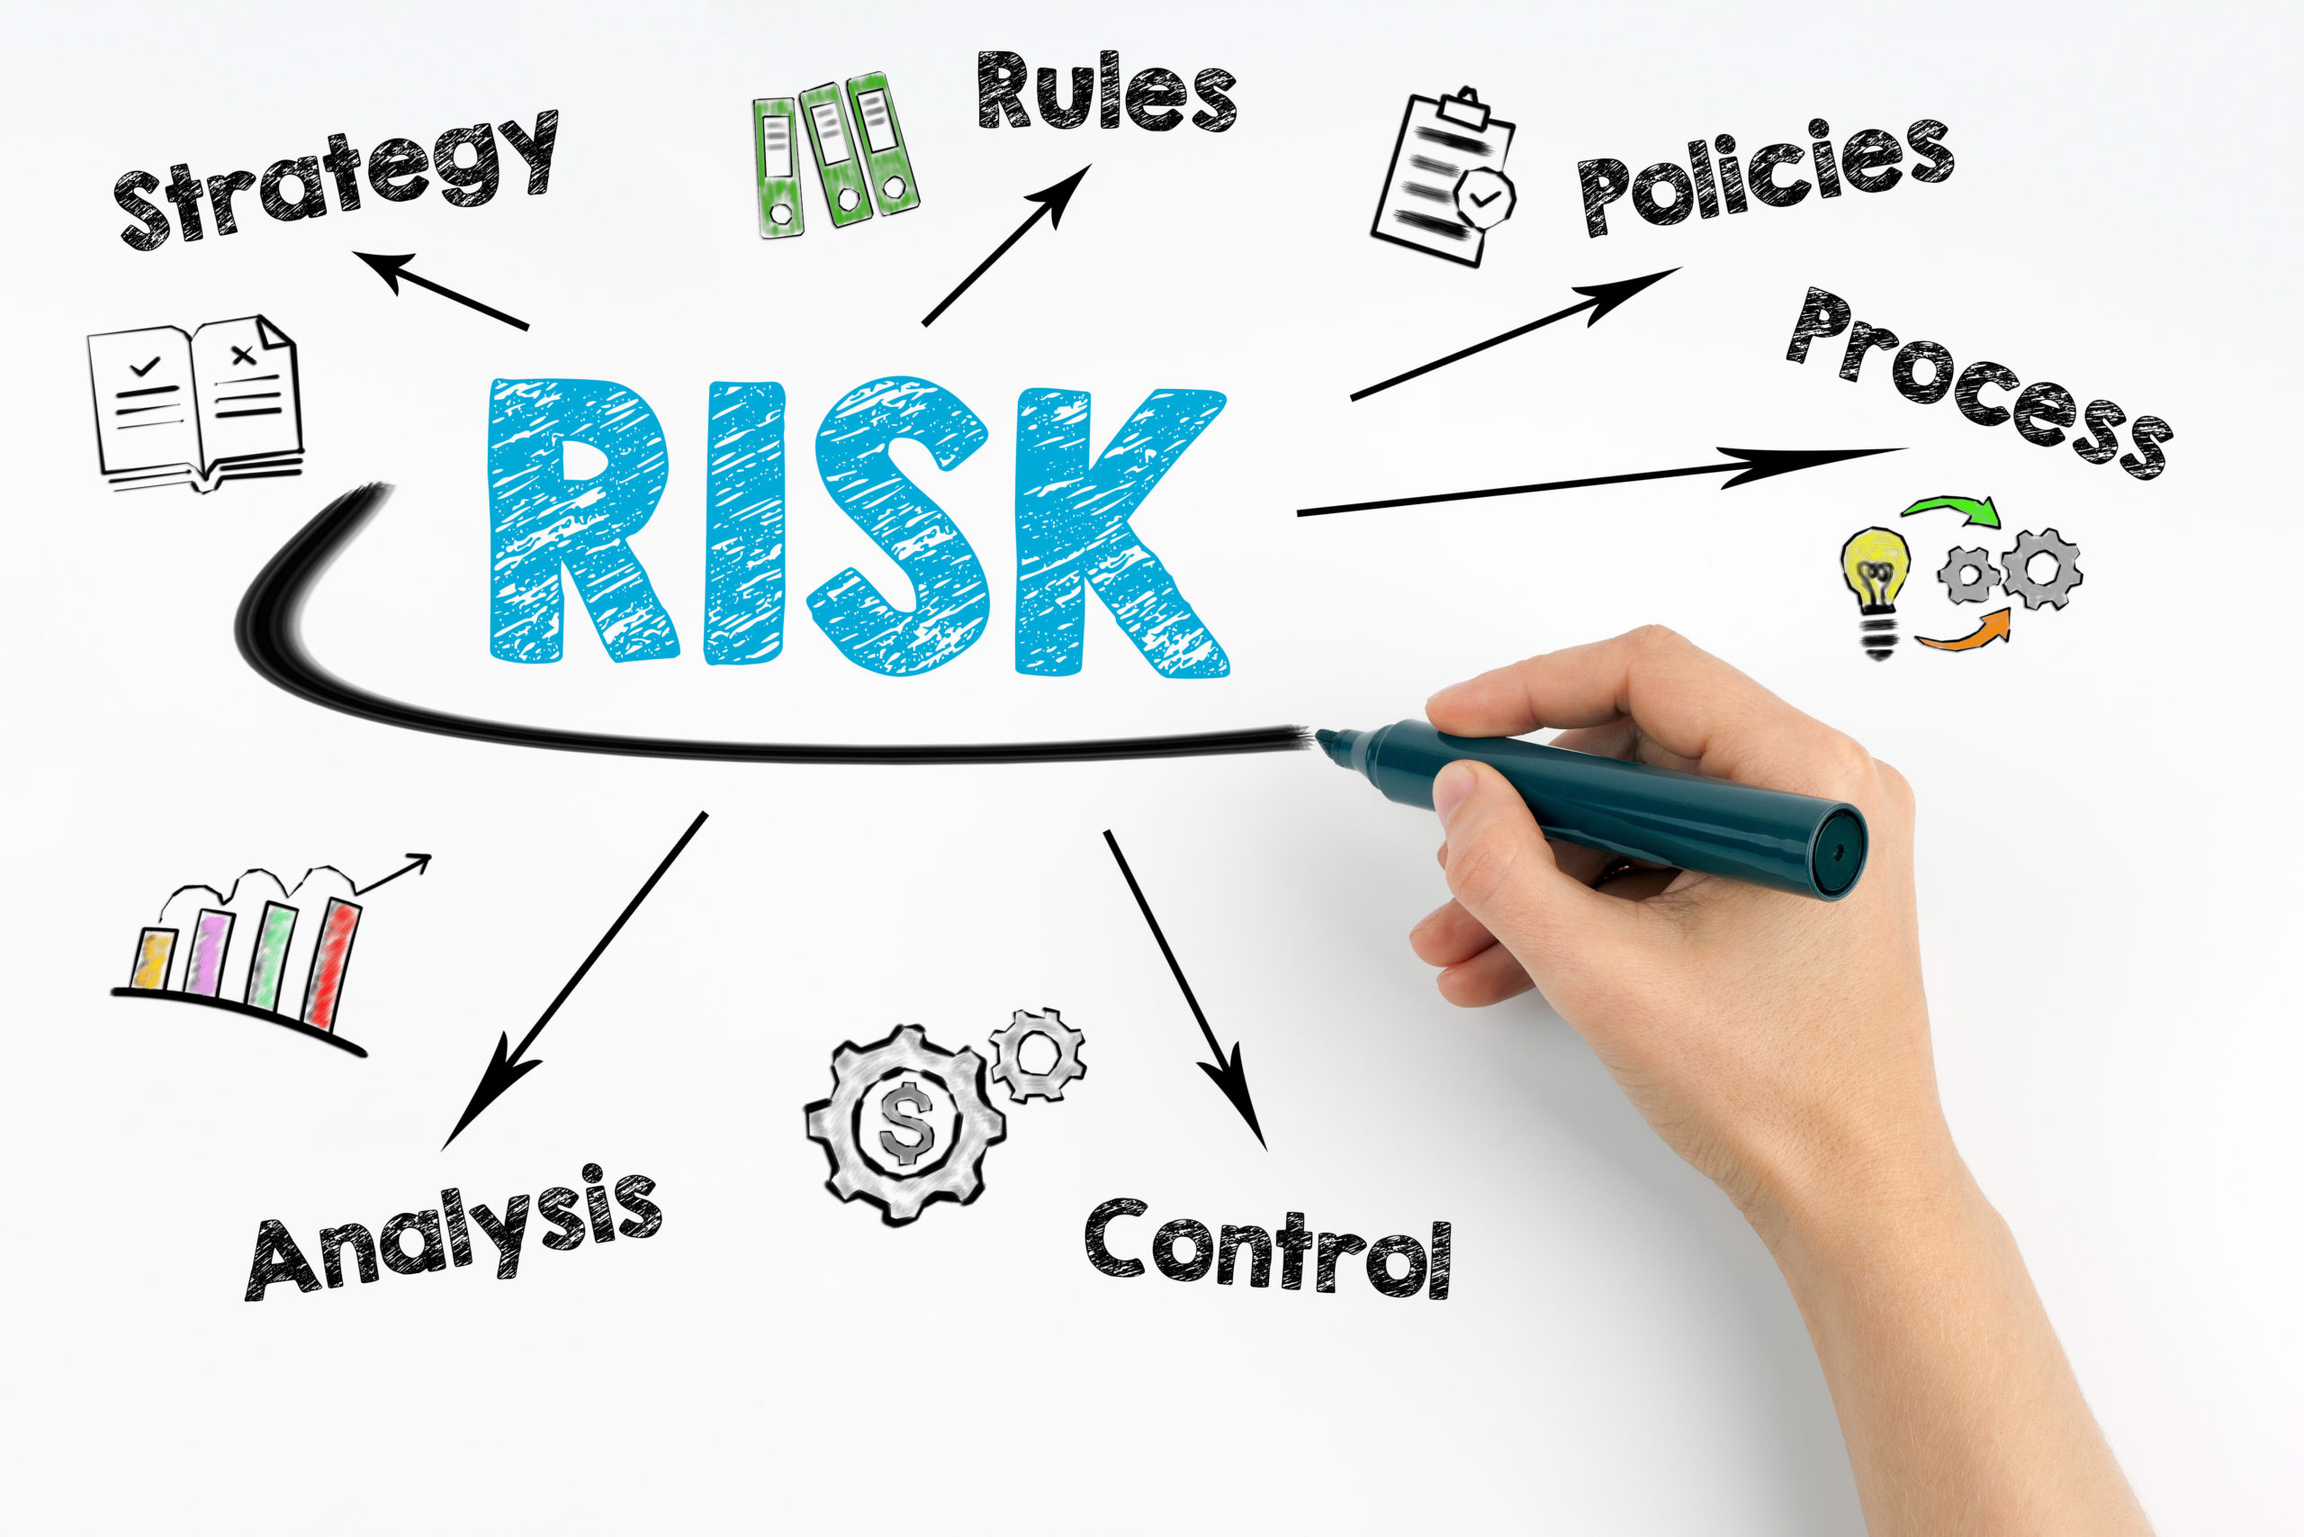 Strategy
Rules
Policies
Process
RISK
$
Analysis
Control